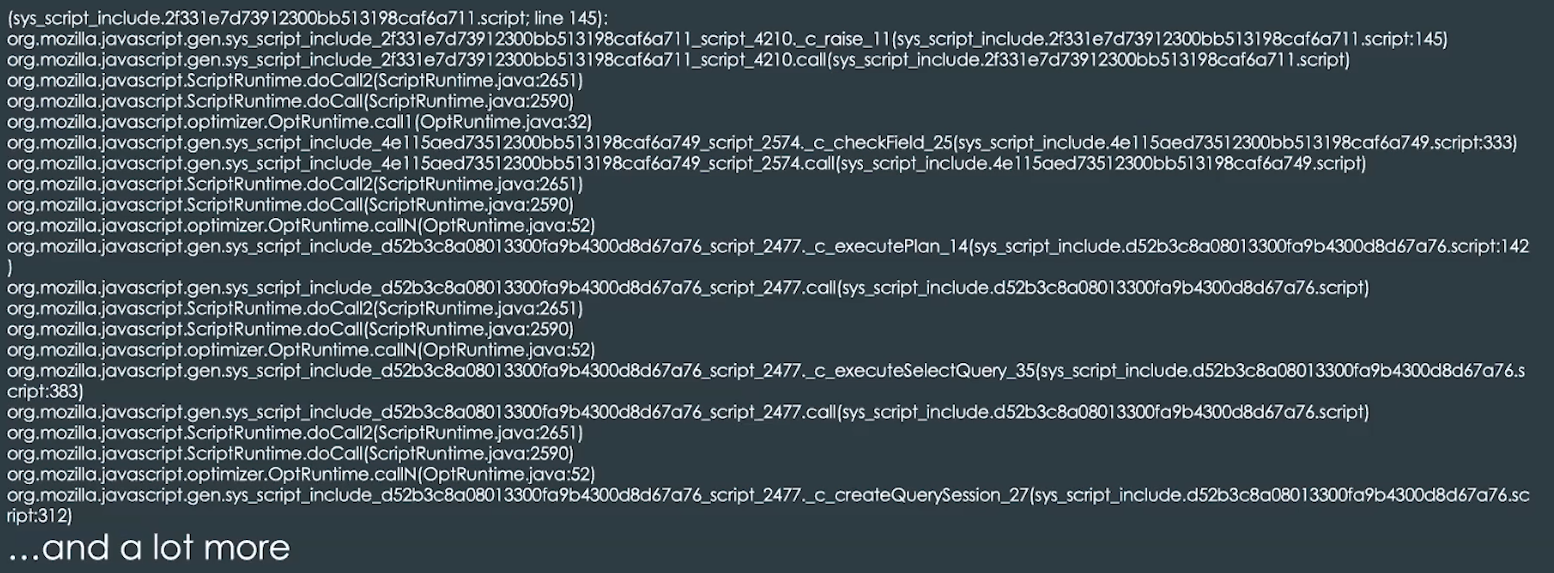 (sys_script_include.2f331e7d73912300bb513198caf6a711.script; line 145):
org.mozilla.javascript.gen.sys_script_include_2f331e7d73912300bb513198caf6a711_script_4210._c_raise_11(sys_script_include.2f331e7d73912300bb513198caf6a711.script:145)
org.mozilla.javascript.gen.sys_script_include_2f331e7d73912300bb513198caf6a711_script_4210.call(sys_script_include.2f331e7d73912300bb513198caf6a711.script)
org.mozilla.javascript.ScriptRuntime.doCall2(ScriptRuntime.java:2651)
org.mozilla.javascript.ScriptRuntime.doCall(ScriptRuntime.java:2590)
org.mozilla.javascript.optimizer.OptRuntime.call1(OptRuntime.java:32)
org.mozilla.javascript.gen.sys_script_include_4e115aed73512300bb513198caf6a749_script_2574._c_checkField_25(sys_script_include.4e115aed73512300bb513198caf6a749.script:333)
org.mozilla.javascript.gen.sys_script_include_4e115aed73512300bb513198caf6a749_script_2574.call(sys_script_include.4e115aed73512300bb513198caf6a749.script)
org.mozilla.javascript.ScriptRuntime.doCall2(ScriptRuntime.java:2651)
org.mozilla.javascript.ScriptRuntime.doCall(ScriptRuntime.java:2590)
org.mozilla.javascript.optimizer.OptRuntime.callN(OptRuntime.java:52)
org.mozilla.javascript.gen.sys_script_include_d52b3c8a08013300fa9b4300d8d67a76_script_2477._c_executePlan_14(sys_script_include.d52b3c8a08013300fa9b4300d8d67a76.script:142
)
org.mozilla.javascript.gen.sys_script_include_d52b3c8a08013300fa9b4300d8d67a76_script_2477.call(sys_script_include.d52b3c8a08013300fa9b4300d8d67a76.script)
org.mozilla.javascript.ScriptRuntime.doCall2(ScriptRuntime.java:2651)
org.mozilla.javascript.ScriptRuntime.doCall(ScriptRuntime.java:2590)
org.mozilla.javascript.optimizer.OptRuntime.callN(OptRuntime.java:52)
org.mozilla.javascript.gen.sys_script_include_d52b3c8a08013300fa9b4300d8d67a76_script_2477._c_executeSelectQuery_35(sys_script_include.d52b3c8a08013300fa9b4300d8d67a76.s
cript:383)
org.mozilla.javascript.gen.sys_script_include_d52b3c8a08013300fa9b4300d8d67a76_script_2477.call(sys_script_include.d52b3c8a08013300fa9b4300d8d67a76.script)
org.mozilla.javascript.ScriptRuntime.doCall2(ScriptRuntime.java:2651)
org.mozilla.javascript.ScriptRuntime.doCall(ScriptRuntime.java:2590)
org.mozilla.javascript.optimizer.OptRuntime.callN(OptRuntime.java:52)
org.mozilla.javascript.gen.sys_script_include_d52b3c8a08013300fa9b4300d8d67a76_script_2477._c_createQuerySession_27(sys_script_include.d52b3c8a08013300fa9b4300d8d67a76.sc
ript:312)
...and a lot more